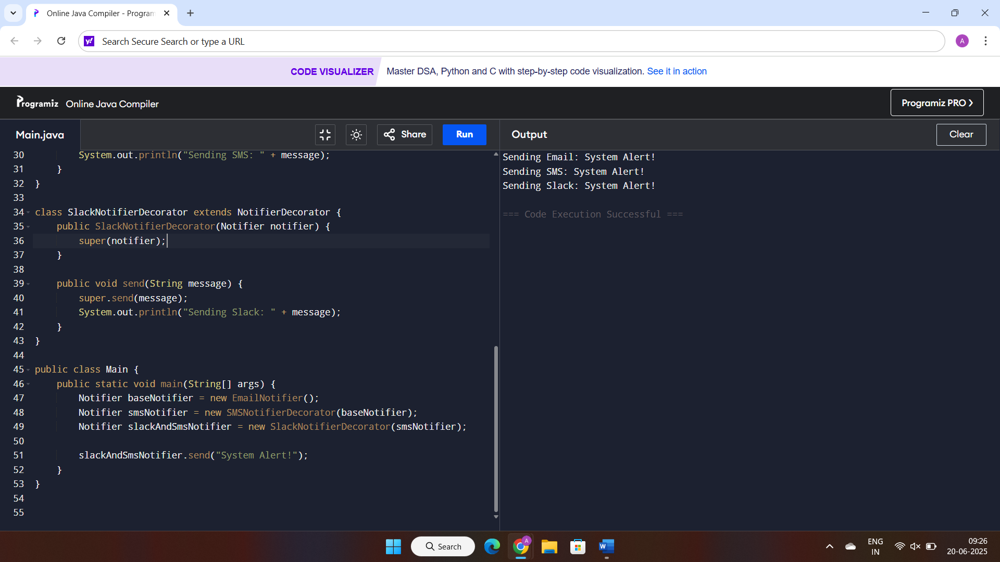 Online Java Compiler - Program
Search Secure Search or type a URL
A
CODE VISUALIZER Master DSA, Python and C with step-by-step code visualization. See it in action
Programiz Online Java Compiler
Programiz PRO
Main.java
Share
Run
Output
Clear
30 System.out.println("Sending SMS: " + message);
31 }
32 }
33
34 class SlackNotifierDecorator extends NotifierDecorator {
35 public SlackNotifierDecorator(Notifier notifier) {
36 super(notifier);
37 }
38
39 public void send(String message) {
40 super.send(message);
41 System.out.println("Sending Slack: " + message);
42 }
43 }
44
45 public class Main {
46 public static void main(String[] args) {
47 Notifier baseNotifier = new EmailNotifier();
48 Notifier smsNotifier = new SMSNotifierDecorator(baseNotifier);
49 Notifier slackAndSmsNotifier = new SlackNotifierDecorator(smsNotifier);
50
51 slackAndSmsNotifier.send("System Alert!");
52 }
53 }
54
55
Sending Email: System Alert!
Sending SMS: System Alert!
Sending Slack: System Alert!
=== Code Execution Successful ===
Search
A
W
ENG
IN
09:26
20-06-2025